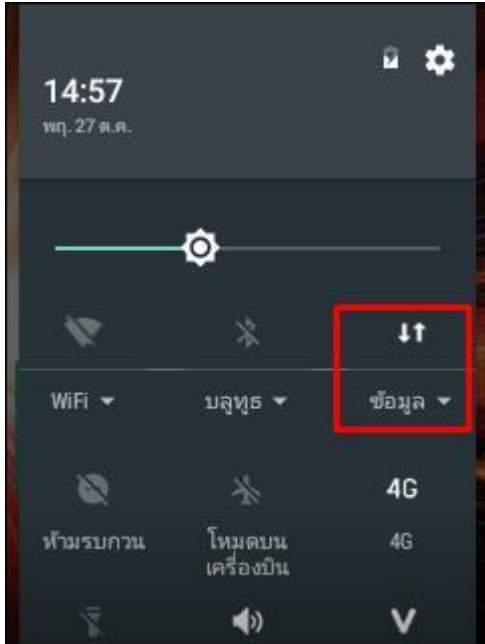 14:57
พฤ. 27 ต.ค.
WiFi
บลูทูธ
ข้อมูล
4G
ห้ามรบกวน
โหมดบน
เครื่องบิน
4G